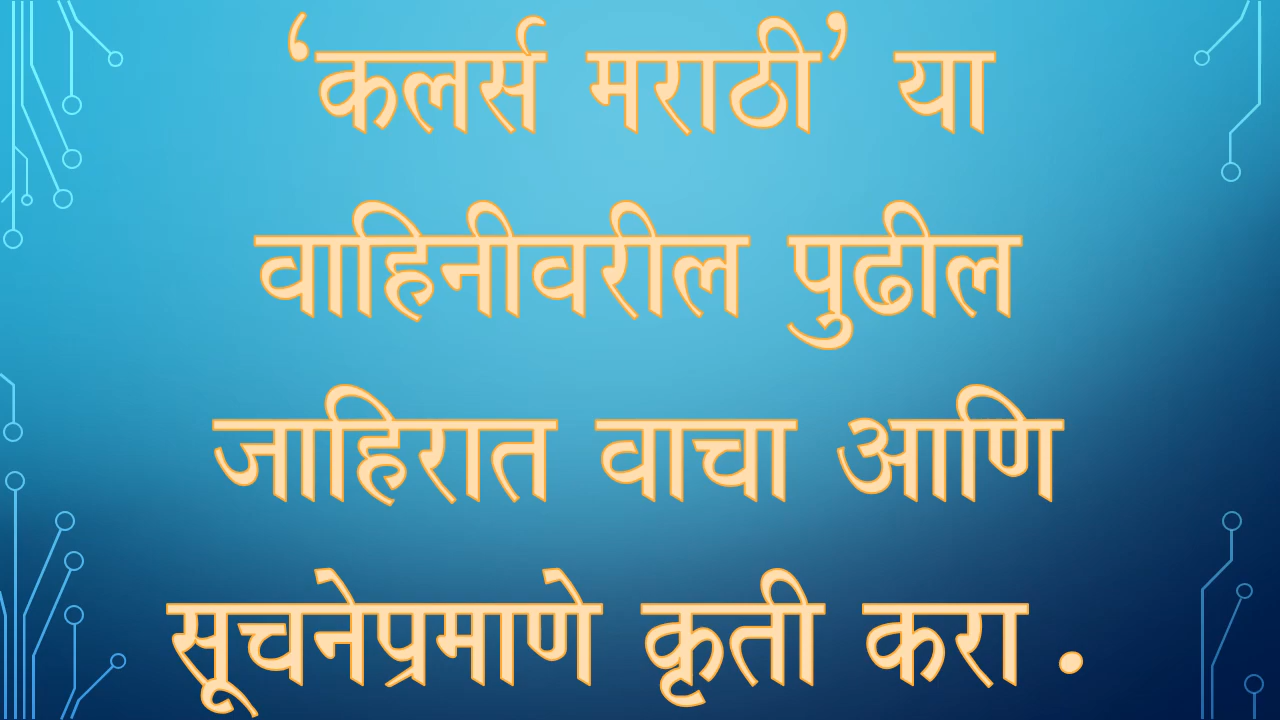 ‘कलर्स मराठी’ या
वाहिनीवरील पुढील
जाहिरात वाचा आणि
सूचनेप्रमाणे कृती करा.